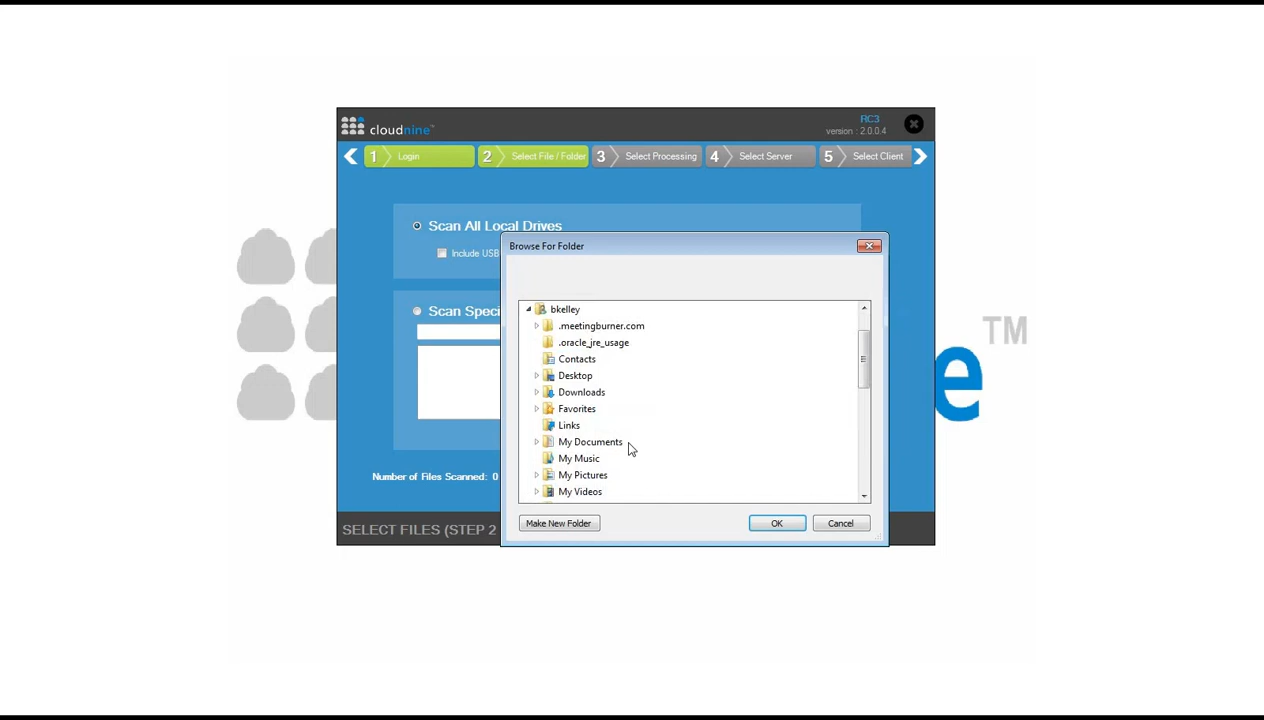 cloudnine™
RC3
version : 2.0.0.4
1 Login
2 Select File / Folder
3 Select Processing
4 Select Server
5 Select Client
Scan All Local Drives
Include USB
Browse For Folder
Scan Speci
bkelley
.meetingburner.com
.oracle_jre_usage
Contacts
Desktop
Downloads
Favorites
Links
My Documents
My Music
My Pictures
My Videos
Number of Files Scanned: 0
Make New Folder
OK
Cancel
SELECT FILES (STEP 2
e
TM